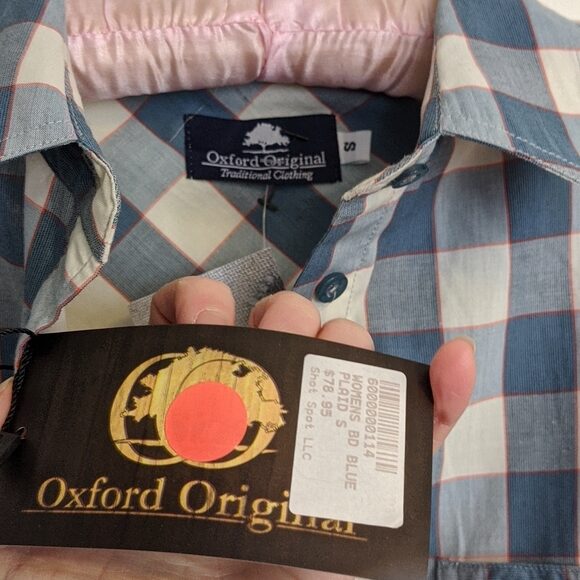 Oxford Original
Traditional Clothing
S
6000000114
WOMENS BD BLUE
PLAID S
$78.95
Shot Spot LLC
Oxford Original